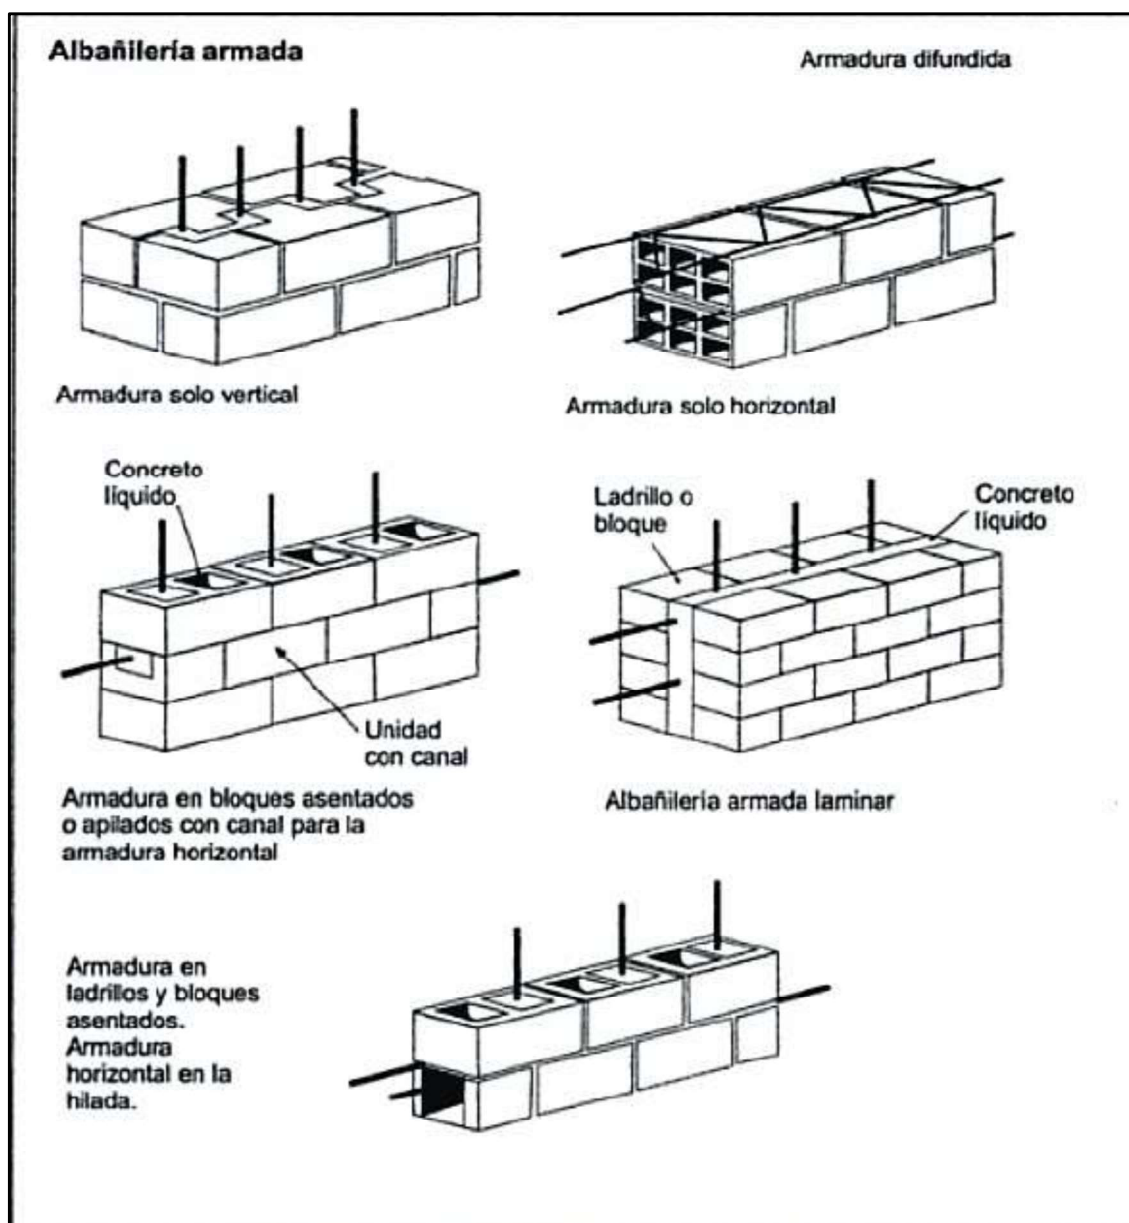 Albañilería armada
Armadura difundida
Armadura solo vertical
Armadura solo horizontal
Concreto
líquido
Unidad
con canal
Armadura en bloques asentados
o apilados con canal para la
armadura horizontal
Ladrillo o
bloque
Concreto
líquido
Albañilería armada laminar
Armadura en
ladrillos y bloques
asentados.
Armadura
horizontal en la
hilada.